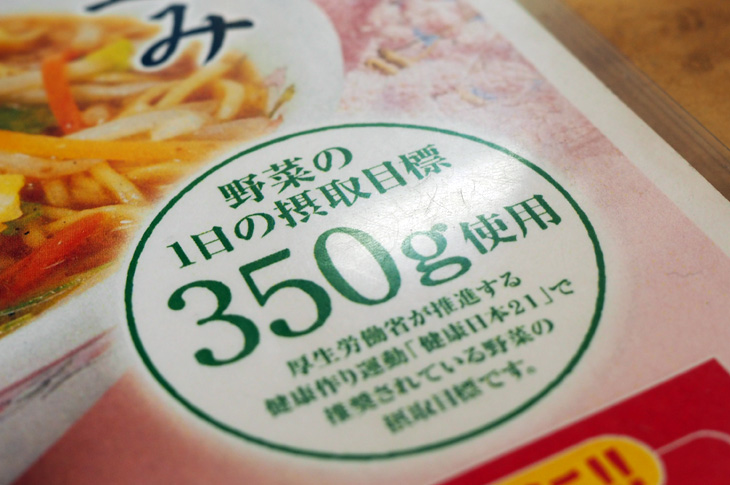 み
野菜の
1日の摂取目標
350g使用
厚生労働省が推進する
健康作り運動「健康日本21」で
推奨されている野菜の
摂取目標です。
!!